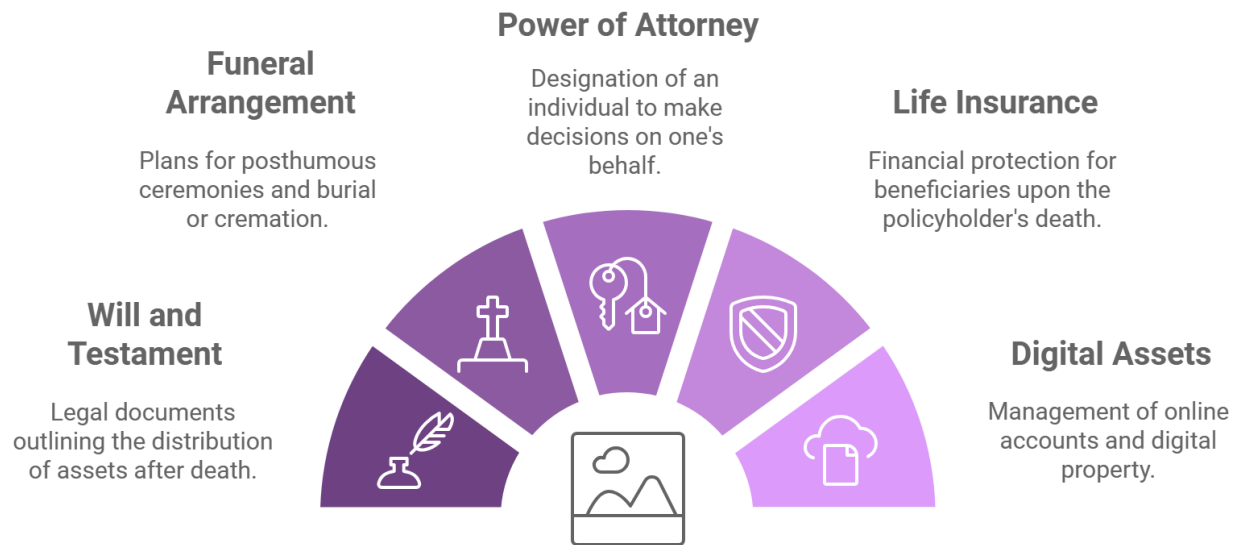 Power of Attorney
Designation of an
individual to make
decisions on one's
behalf.
Funeral
Arrangement
Plans for posthumous
ceremonies and burial
or cremation.
Life Insurance
Financial protection for
beneficiaries upon the
policyholder's death.
Will and
Testament
Legal documents
outlining the distribution
of assets after death.
Digital Assets
Management of online
accounts and digital
property.